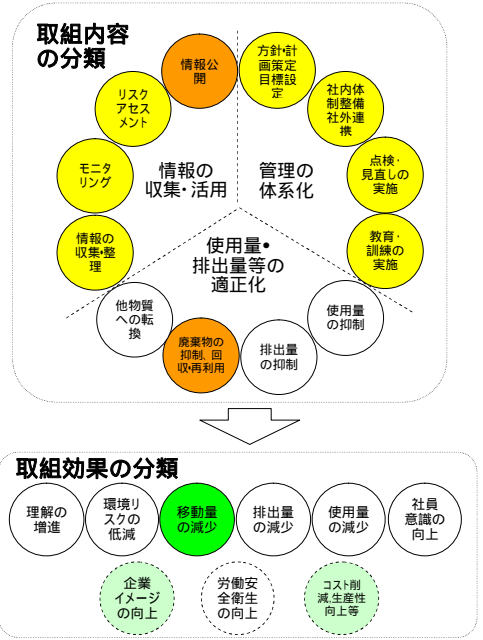 取組内容
の分類
情報公
開
方針・計
画策定
目標設
定
リスク
アセス
メント
社内体
制整備
社外連
携
モニタ
リング
情報の
収集・活用
管理の
体系化
点検・
見直しの
実施
情報の
収集・整
理
使用量・
排出量等の
適正化
教育・
訓練の
実施
他物質
への転
換
廃棄物の
抑制、回
収・再利用
排出量
の抑制
使用量
の抑制
取組効果の分類
理解の
増進
環境リ
スクの
低減
移動量
の減少
排出量
の減少
使用量
の減少
社員
意識の
向上
企業
イメージ
の向上
労働安
全衛生
の向上
コスト削
減、生産性
向上等